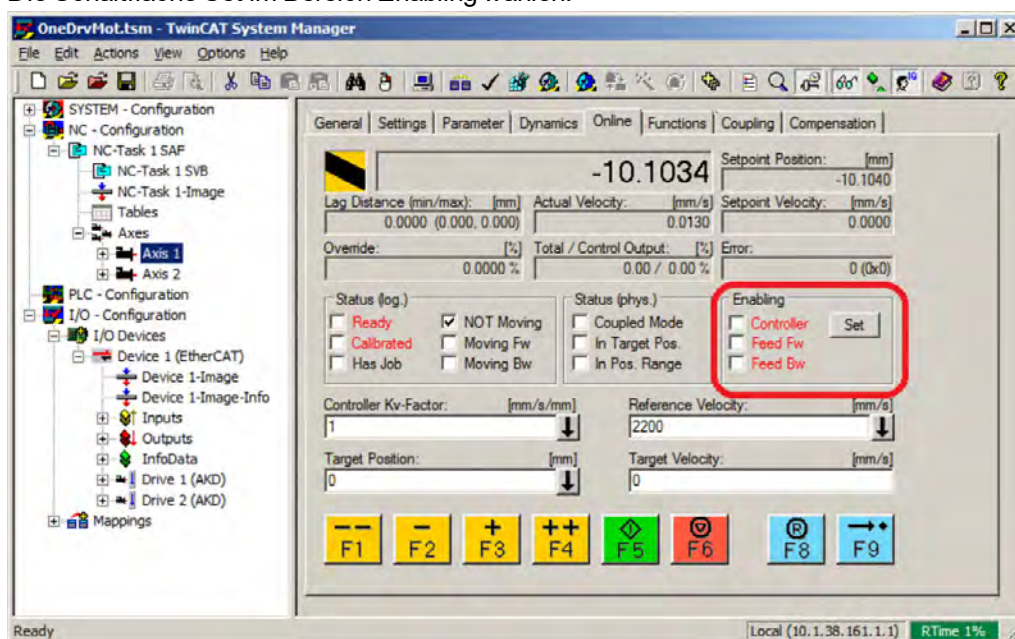 Die Schaltfläche Set im Bereich Enabling wählen.
OneDrvMot.tsm - TwinCAT System Manager
File Edit Actions View Options Help
SYSTEM - Configuration
NC - Configuration
NC-Task 1 SAF
NC-Task 1 SVB
NC-Task 1-Image
Tables
Axes
Axis 1
Axis 2
PLC - Configuration
I/O - Configuration
I/O Devices
Device 1 (EtherCAT)
Device 1-Image
Device 1-Image-Info
Inputs
Outputs
InfoData
Drive 1 (AKD)
Drive 2 (AKD)
Mappings
General Settings Parameter Dynamics Online Functions Coupling Compensation
-10.1034
Setpoint Position: [mm]
-10.1040
Lag Distance (min/max): [mm] Actual Velocity: [mm/s] Setpoint Velocity: [mm/s]
0.0000 (0.000, 0.000) 0.0130 0.0000
Override: [%] Total / Control Output: [%] Error:
0.0000 % 0.00 / 0.00 % 0 (0x0)
Status (log.) Status (phys.) Enabling
Ready NOT Moving Coupled Mode Controller Set
Calibrated Moving Fw In Target Pos. Feed Fw
Has Job Moving Bw In Pos. Range Feed Bw
Controller Kv-Factor: [mm/s/mm] Reference Velocity: [mm/s]
1 2200
Target Position: [mm] Target Velocity: [mm/s]
0 0
-- - + ++ R
F1 F2 F3 F4 F5 F6 F8 F9
Ready Local (10.1.38.161.1.1) RTime 1%